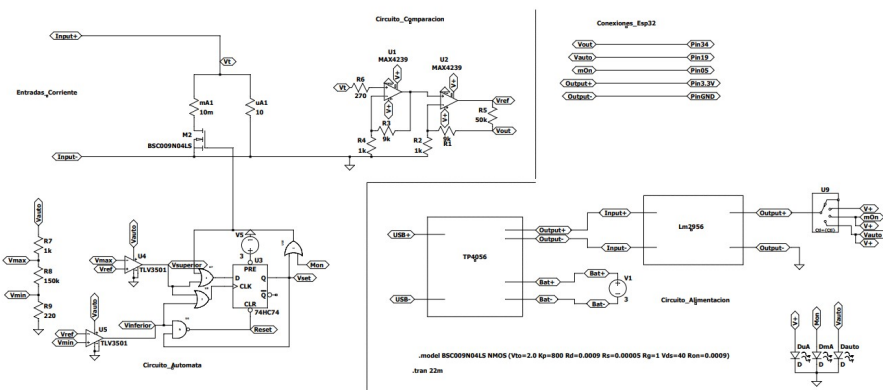 Circuito_Comparacion
Conexiones_Esp32
Input+
Vt
Entradas_Corriente
mA1
10m
uA1
10
M2
BSC009N04LS
Input-
U1
MAX4239
U2
MAX4239
V+
V+
Vt
R6
270
V+
V+
Vref
R5
50k
Vout
R3
9k
R4
1k
R2
1k
9k
R1
Vout
Pin34
Vauto
Pin19
mOn
Pin05
Output+
Pin3.3V
Output-
PinGND
Vauto
R7
1k
Vmax
R8
150k
Vmin
R9
220
Vauto
U4
Vmax
Vref
TLV3501
Vsuperior
Vauto
U5
Vref
Vmin
TLV3501
Vinferior
V5
3
U3
PRE
D
Q
CLK
Q
CLR
74HC74
Reset
Mon
Vset
Circuito_Automata
USB+
USB-
TP4056
Output+
Output-
Bat+
Bat-
Bat+
Bat-
V1
3
Input+
Input-
Lm2956
Output+
Output-
U9
V+
mOn
V+
Vauto
V+
Circuito_Alimentacion
.model BSC009N04LS NMOS (Vto=2.0 Kp=800 Rd=0.0009 Rs=0.00005 Rg=1 Vds=40 Ron=0.0009)
.tran 22m
V+
Mon
Vauto
DuA
D
DmA
D
Dauto
D